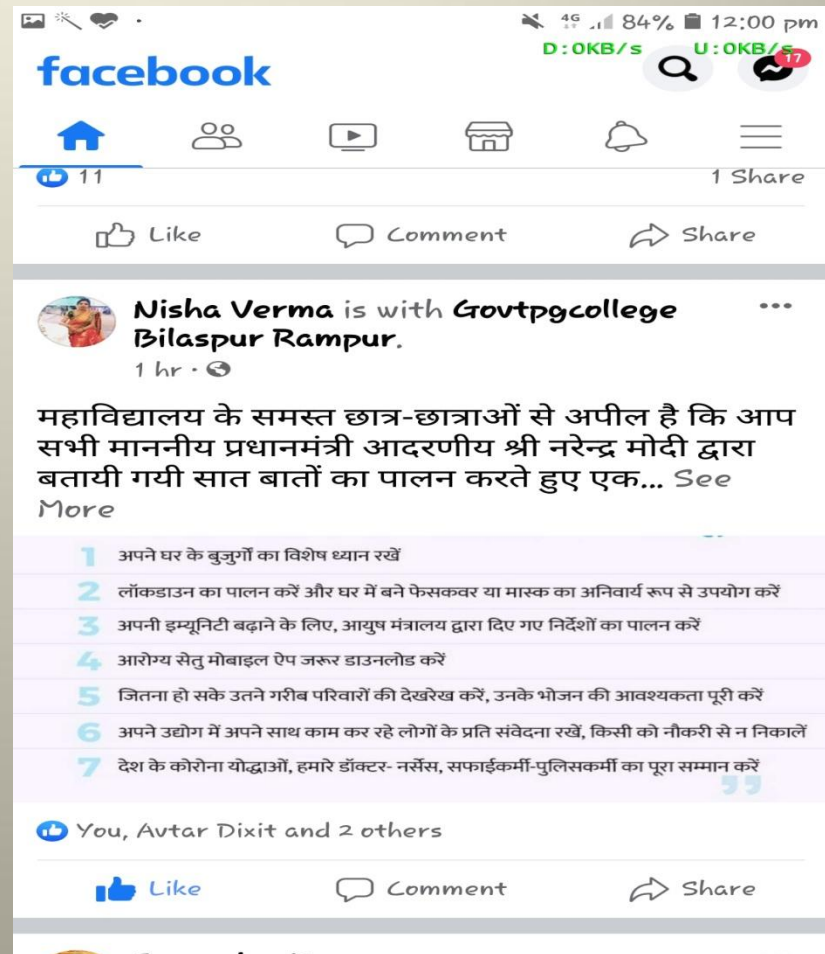 4G 84% 12:00 pm
D:0KB/s U:0KB/s
facebook
17
11 1 Share
Like Comment Share
Nisha Verma is with Govtpgcollege
Bilaspur Rampur.
1 hr
महाविद्यालय के समस्त छात्र-छात्राओं से अपील है कि आप
सभी माननीय प्रधानमंत्री आदरणीय श्री नरेन्द्र मोदी द्वारा
बतायी गयी सात बातों का पालन करते हुए एक... See
More
1 अपने घर के बुजुर्गों का विशेष ध्यान रखें
2 लॉकडाउन का पालन करें और घर में बने फेसकवर या मास्क का अनिवार्य रूप से उपयोग करें
3 अपनी इम्यूनिटी बढ़ाने के लिए, आयुष मंत्रालय द्वारा दिए गए निर्देशों का पालन करें
4 आरोग्य सेतु मोबाइल ऐप जरूर डाउनलोड करें
5 जितना हो सके उतने गरीब परिवारों की देखरेख करें, उनके भोजन की आवश्यकता पूरी करें
6 अपने उद्योग में अपने साथ काम कर रहे लोगों के प्रति संवेदना रखें, किसी को नौकरी से न निकालें
7 देश के कोरोना योद्धाओं, हमारे डॉक्टर- नर्सेस, सफाईकर्मी-पुलिसकर्मी का पूरा सम्मान करें
You, Avtar Dixit and 2 others
Like Comment Share